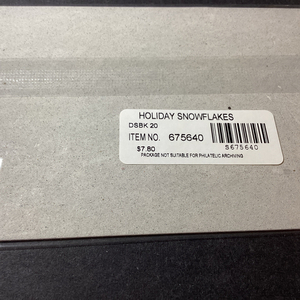 HOLIDAY SNOWFLAKES
DSBK 20
ITEM NO. 675640
$7.80
S675640
PACKAGE NOT SUITABLE FOR PHILATELIC ARCHIVING